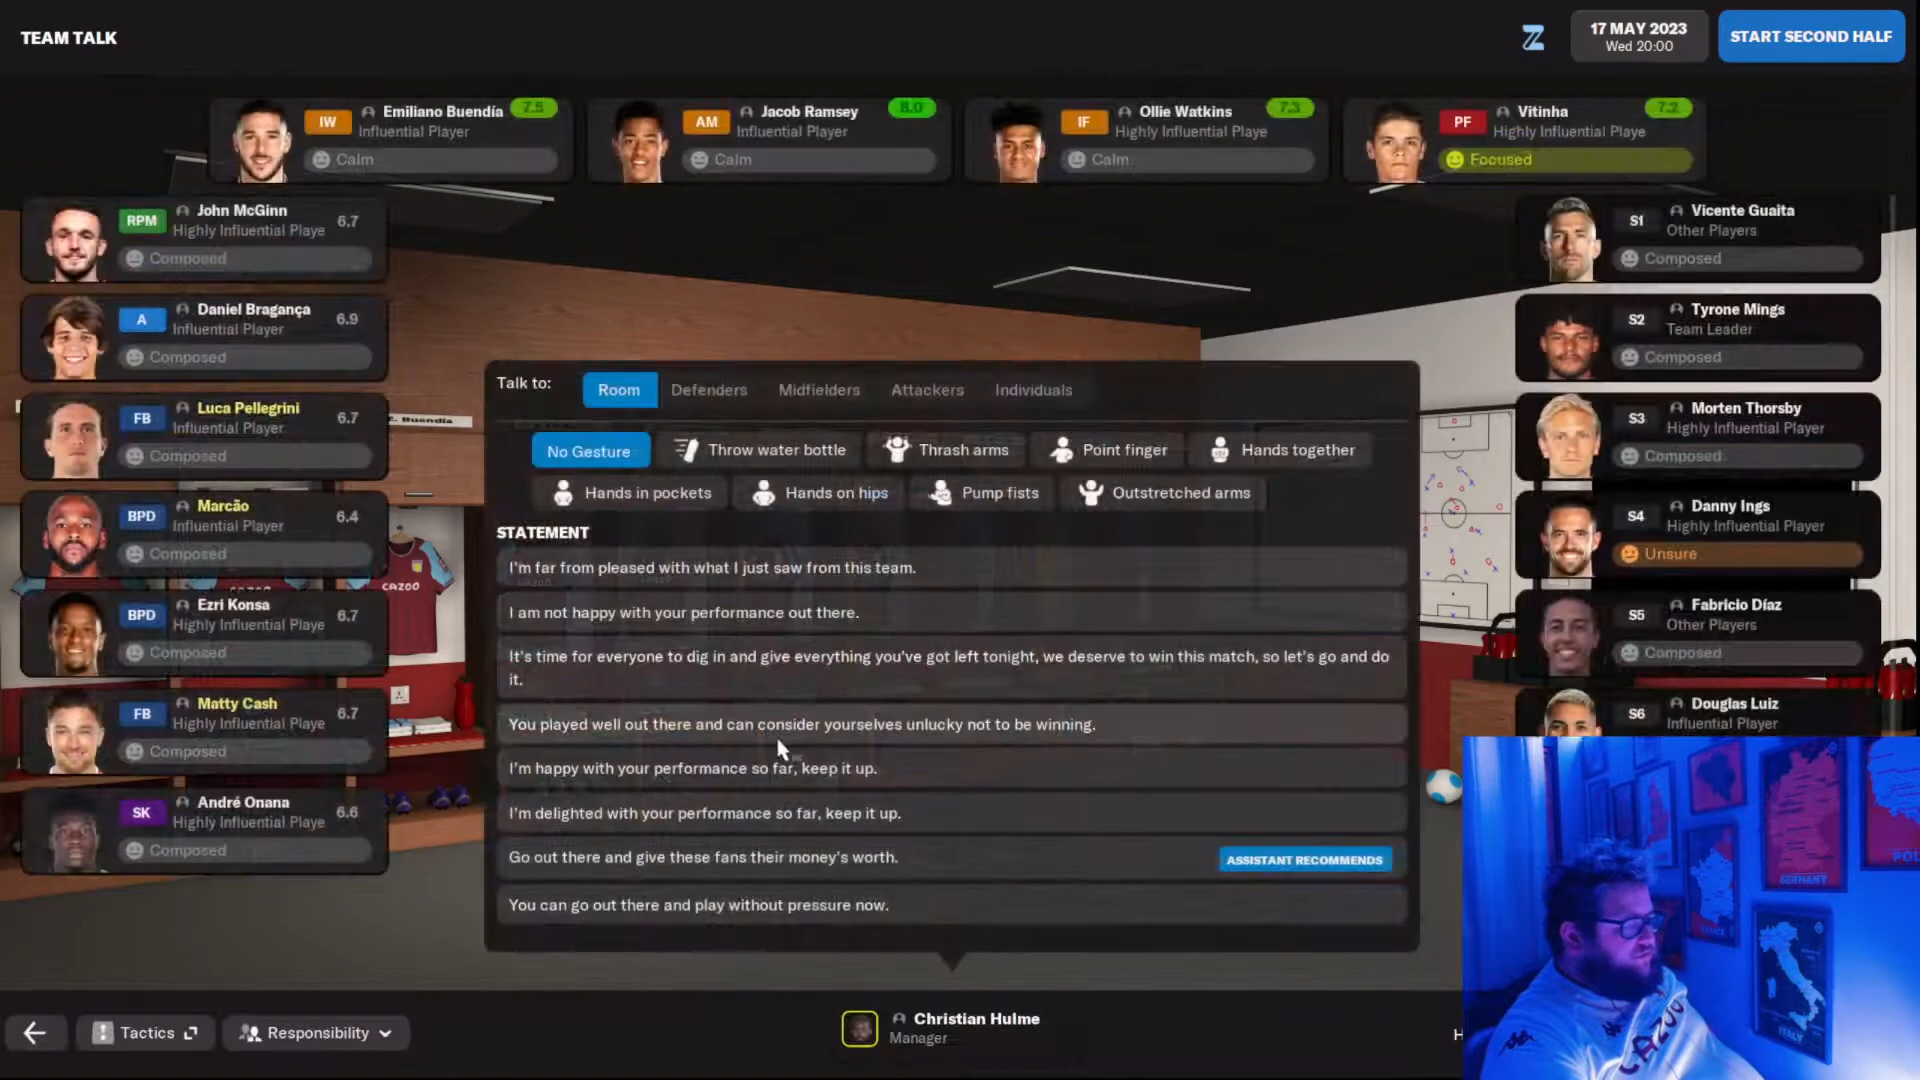 TEAM TALK
17 MAY 2023
Wed 20:00
START SECOND HALF
IW
Emiliano Buendía
7.5
Influential Player
Calm
AM
Jacob Ramsey
8.0
Influential Player
Calm
IF
Ollie Watkins
7.3
Highly Influential Playe
Calm
PF
Vitinha
7.2
Highly Influential Playe
Focused
RPM
John McGinn
6.7
Highly Influential Playe
Composed
A
Daniel Bragança
6.9
Influential Player
Composed
FB
Luca Pellegrini
6.7
Influential Player
Composed
BPD
Marcão
6.4
Influential Player
Composed
BPD
Ezri Konsa
6.7
Highly Influential Playe
Composed
FB
Matty Cash
6.7
Highly Influential Playe
Composed
SK
André Onana
6.6
Highly Influential Playe
Composed
Buendia
CAZOO
CAZOO
Talk to:
Room
Defenders
Midfielders
Attackers
Individuals
No Gesture
Throw water bottle
Thrash arms
Point finger
Hands together
Hands in pockets
Hands on hips
Pump fists
Outstretched arms
STATEMENT
I'm far from pleased with what I just saw from this team.
I am not happy with your performance out there.
It's time for everyone to dig in and give everything you've got left tonight, we deserve to win this match, so let's go and do
it.
You played well out there and can consider yourselves unlucky not to be winning.
I'm happy with your performance so far, keep it up.
I'm delighted with your performance so far, keep it up.
Go out there and give these fans their money's worth.
ASSISTANT RECOMMENDS
You can go out there and play without pressure now.
S1
Vicente Guaita
Other Players
Composed
S2
Tyrone Mings
Team Leader
Composed
S3
Morten Thorsby
Highly Influential Player
Composed
S4
Danny Ings
Highly Influential Player
Unsure
S5
Fabricio Díaz
Other Players
Composed
S6
Douglas Luiz
Influential Player
Tactics
Responsibility
Christian Hulme
Manager
H
GERMANY
POL
ITALY
CAZOO